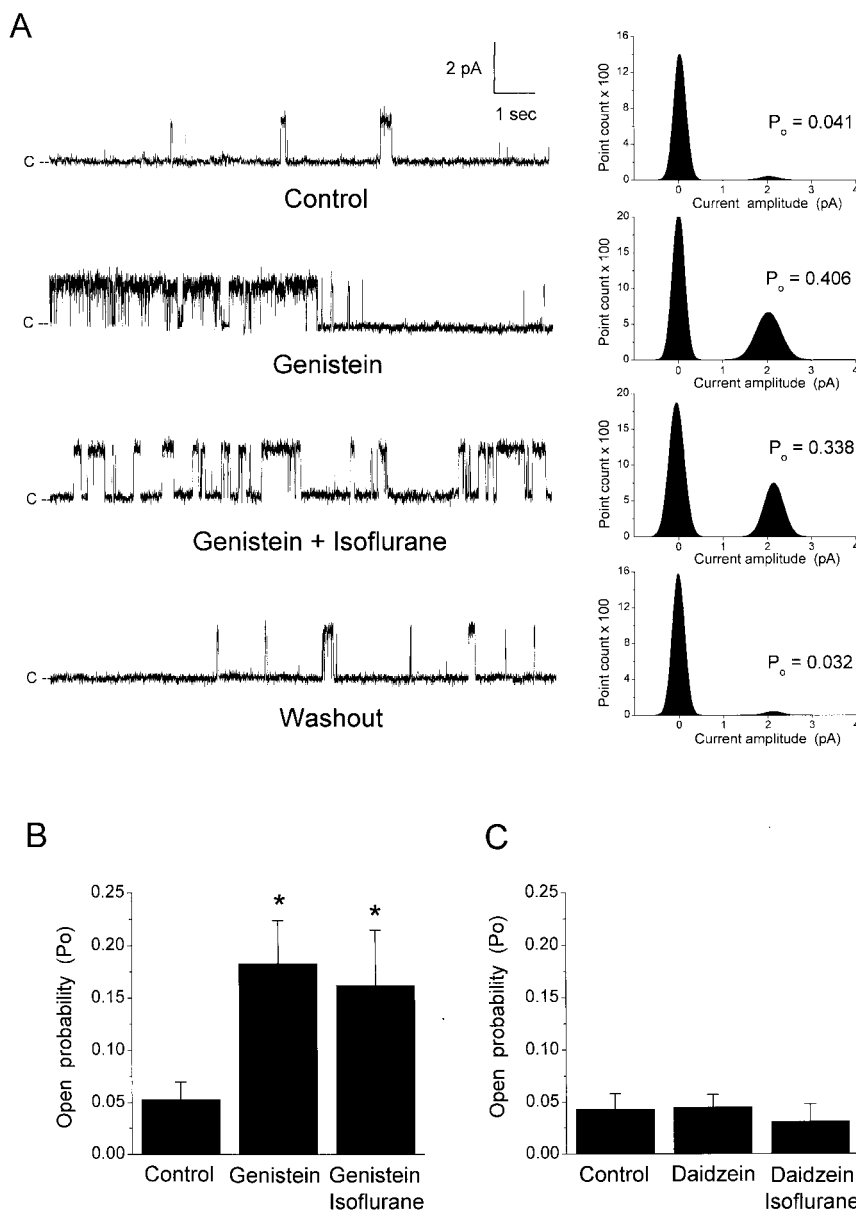 A
2 pA
1 sec
C --
Control
16
12
8
4
0
Point count x 100
Po = 0.041
0 1 2 3 4
Current amplitude (pA)
C --
Genistein
20
15
10
5
0
Point count x 100
Po = 0.406
0 1 2 3 4
Current amplitude (pA)
C --
Genistein + Isoflurane
20
15
10
5
0
Point count x 100
Po = 0.338
0 1 2 3 4
Current amplitude (pA)
C --
Washout
16
12
8
4
0
Point count x 100
Po = 0.032
0 1 2 3 4
Current amplitude (pA)
B
0.25
0.20
0.15
0.10
0.05
0.00
Open probability (Po)
*
*
Control
Genistein
Genistein
Isoflurane
C
0.25
0.20
0.15
0.10
0.05
0.00
Open probability (Po)
Control
Daidzein
Daidzein
Isoflurane